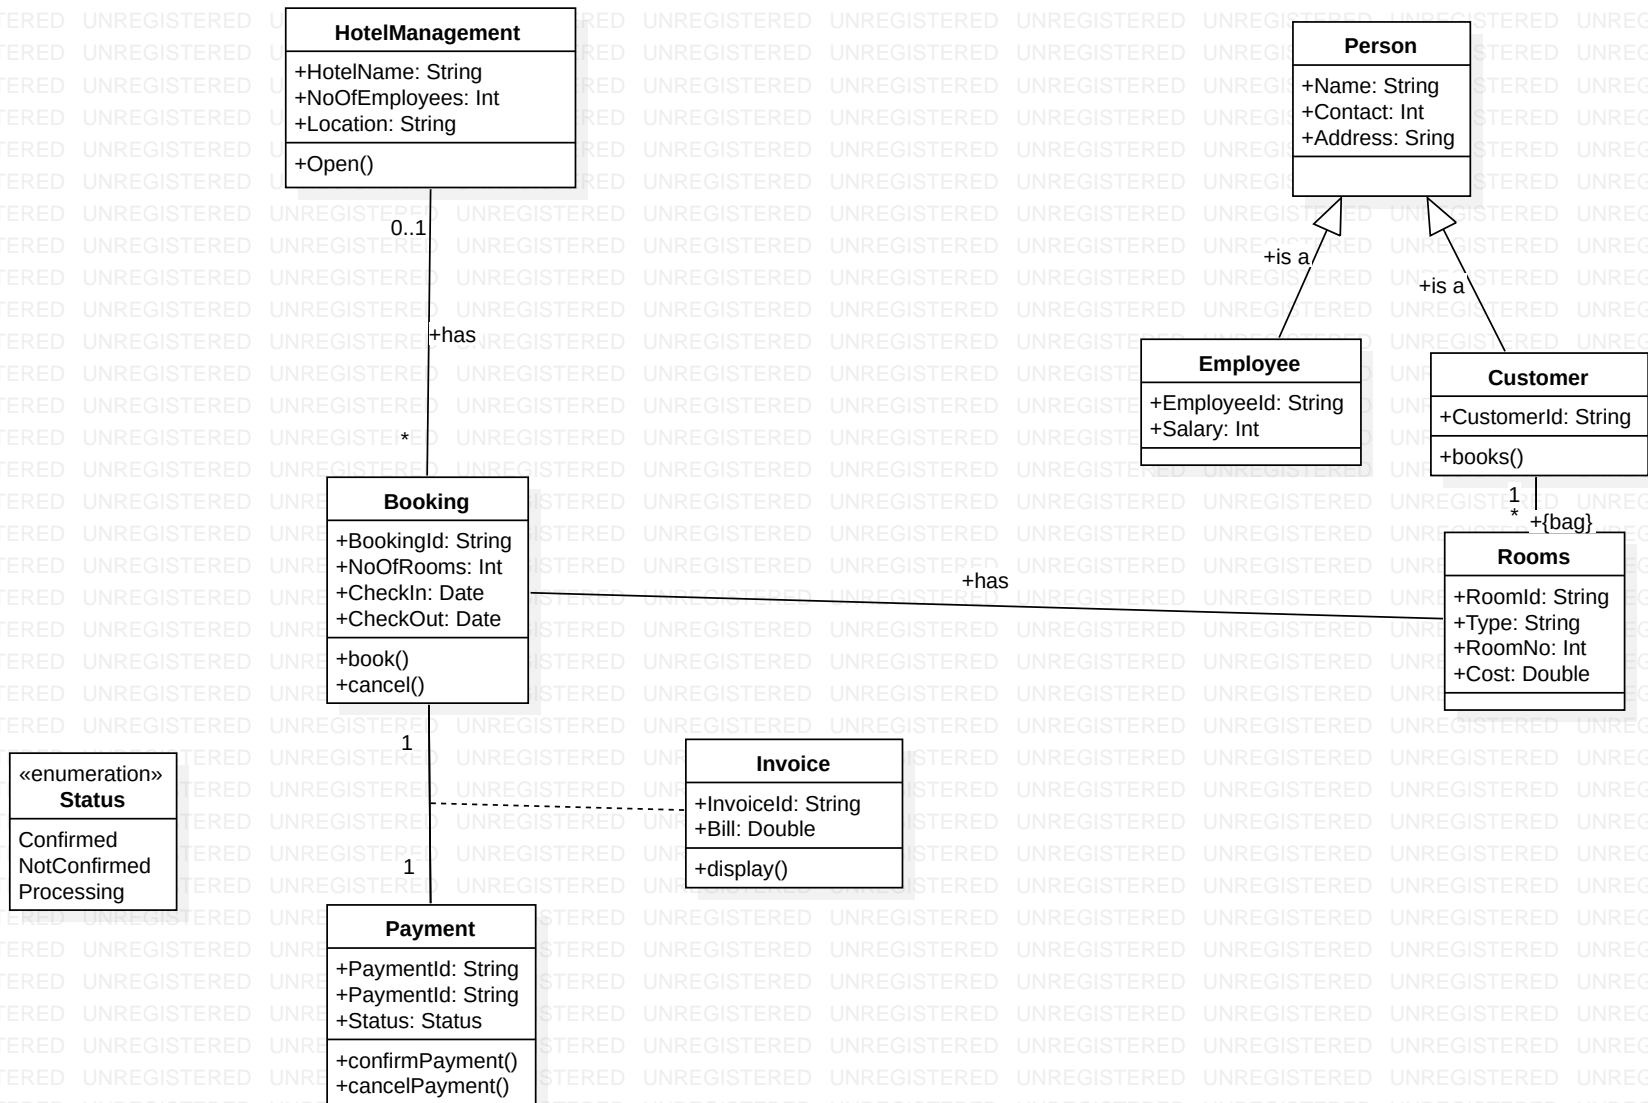 HotelManagement
+HotelName: String
+NoOfEmployees: Int
+Location: String
+Open()
Person
+Name: String
+Contact: Int
+Address: Sring
0..1
+has
*
+is a
+is a
Employee
+EmployeeId: String
+Salary: Int
Customer
+CustomerId: String
+books()
1
*
+{bag}
Booking
+BookingId: String
+NoOfRooms: Int
+CheckIn: Date
+CheckOut: Date
+book()
+cancel()
+has
Rooms
+RoomId: String
+Type: String
+RoomNo: Int
+Cost: Double
1
1
«enumeration»
Status
Confirmed
NotConfirmed
Processing
Invoice
+InvoiceId: String
+Bill: Double
+display()
Payment
+PaymentId: String
+PaymentId: String
+Status: Status
+confirmPayment()
+cancelPayment()
UNREGISTERED